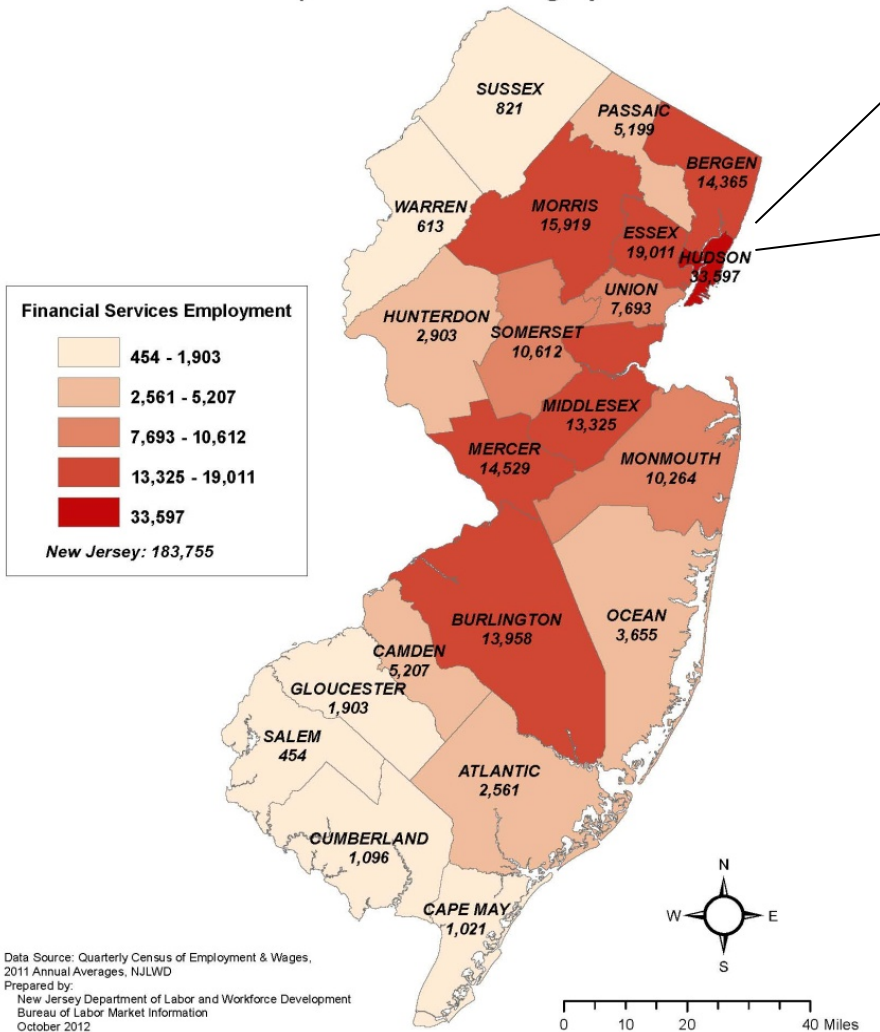 SUSSEX
821
PASSAIC
5,199
BERGEN
14,365
WARREN
613
MORRIS
15,919
ESSEX
19,011
HUDSON
33,597
UNION
7,693
HUNTERDON
2,903
SOMERSET
10,612
MIDDLESEX
13,325
MERCER
14,529
MONMOUTH
10,264
Financial Services Employment
454 - 1,903
2,561 - 5,207
7,693 - 10,612
13,325 - 19,011
33,597
New Jersey: 183,755
OCEAN
3,655
BURLINGTON
13,958
CAMDEN
5,207
GLOUCESTER
1,903
SALEM
454
ATLANTIC
2,561
CUMBERLAND
1,096
CAPE MAY
1,021
N
W E
S
Data Source: Quarterly Census of Employment & Wages,
2011 Annual Averages, NJLWD
Prepared by:
New Jersey Department of Labor and Workforce Development
Bureau of Labor Market Information
October 2012
0 10 20 40 Miles